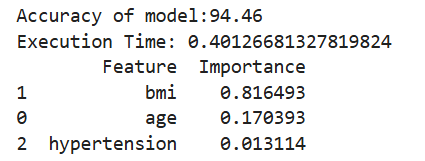 Accuracy of model:94.46
Execution Time: 0.40126681327819824
Feature Importance
1 bmi 0.816493
0 age 0.170393
2 hypertension 0.013114